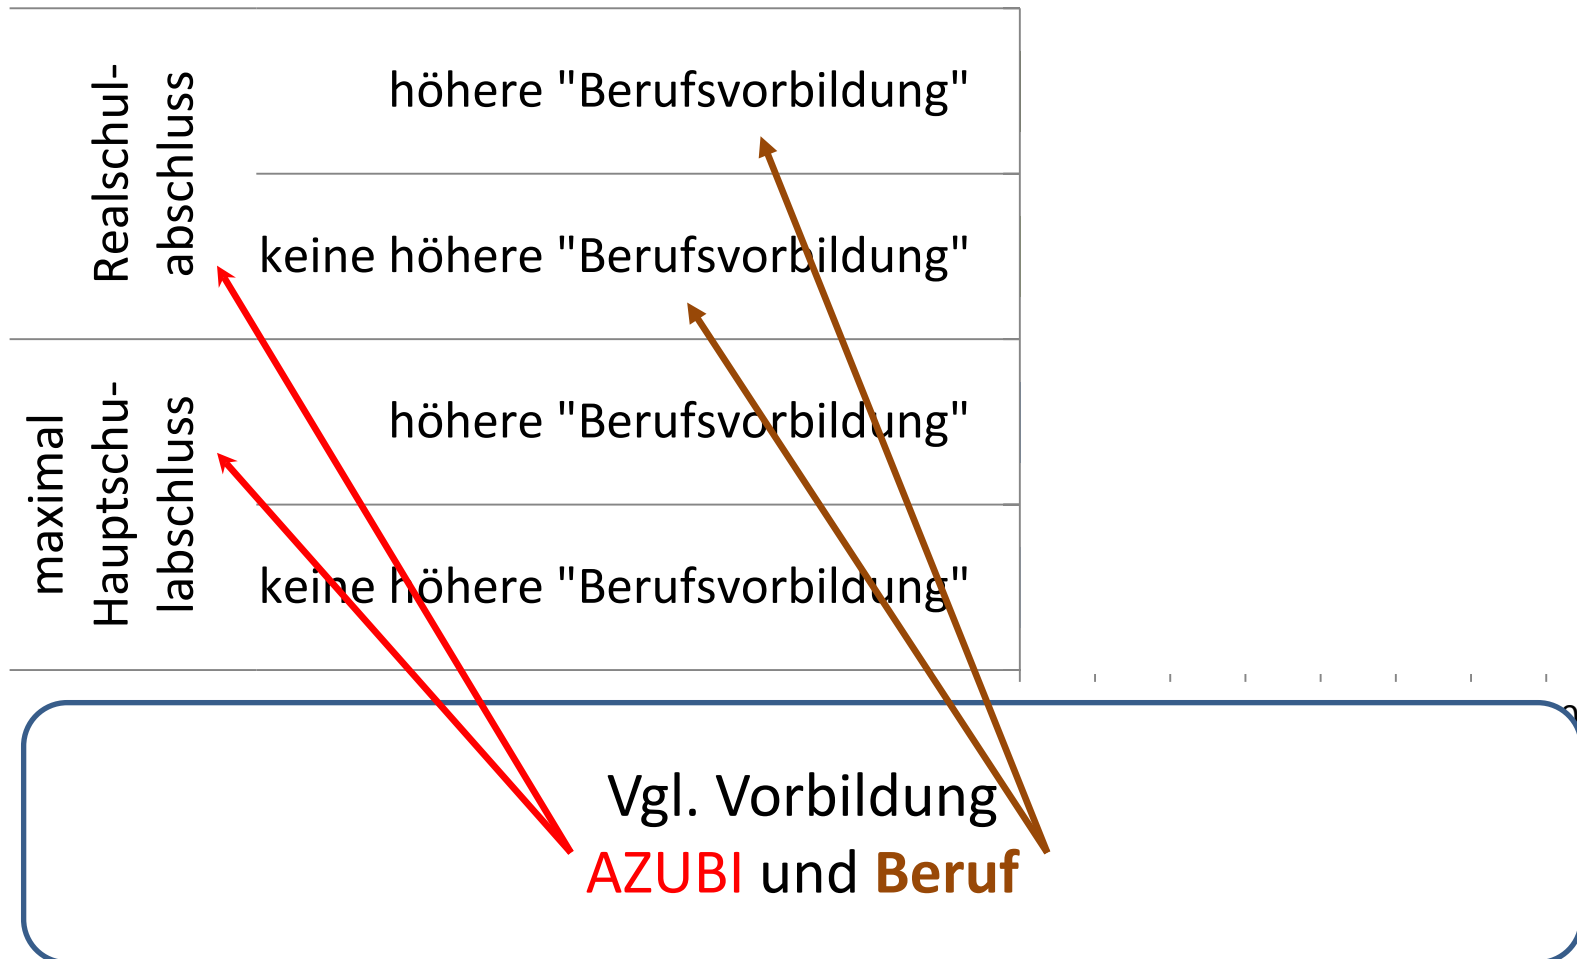 Realschul-
abschluss
höhere "Berufsvorbildung"
keine höhere "Berufsvorbildung"
maximal
Hauptschu-
labschluss
höhere "Berufsvorbildung"
keine höhere "Berufsvorbildung"
Vgl. Vorbildung
AZUBI und Beruf